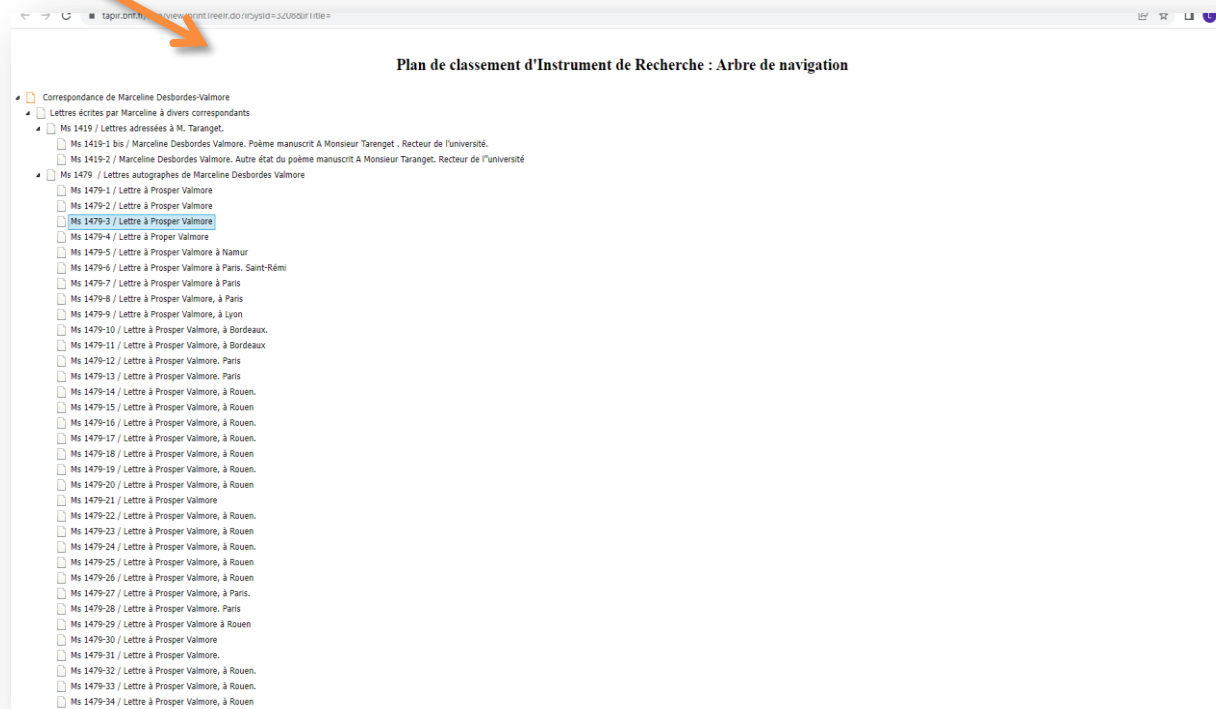 Plan de classement d'Instrument de Recherche : Arbre de navigation
Correspondance de Marceline Desbordes-Valmore
Lettres écrites par Marceline à divers correspondants
Ms 1419 / Lettres adressées à M. Taranget.
Ms 1419-1 bis / Marceline Desbordes Valmore. Poème manuscrit A Monsieur Tarenget . Recteur de l'université.
Ms 1419-2 / Marceline Desbordes Valmore. Autre état du poème manuscrit A Monsieur Taranget. Recteur de l''université
Ms 1479 / Lettres autographes de Marceline Desbordes Valmore
Ms 1479-1 / Lettre à Prosper Valmore
Ms 1479-2 / Lettre à Prosper Valmore
Ms 1479-3 / Lettre à Prosper Valmore
Ms 1479-4 / Lettre à Proper Valmore
Ms 1479-5 / Lettre à Prosper Valmore à Namur
Ms 1479-6 / Lettre à Prosper Valmore à Paris. Saint-Rémi
Ms 1479-7 / Lettre à Prosper Valmore à Paris
Ms 1479-8 / Lettre à Prosper Valmore, à Paris
Ms 1479-9 / Lettre à Prosper Valmore, à Lyon
Ms 1479-10 / Lettre à Prosper Valmore, à Bordeaux.
Ms 1479-11 / Lettre à Prosper Valmore, à Bordeaux
Ms 1479-12 / Lettre à Prosper Valmore. Paris
Ms 1479-13 / Lettre à Prosper Valmore. Paris
Ms 1479-14 / Lettre à Prosper Valmore, à Rouen.
Ms 1479-15 / Lettre à Prosper Valmore, à Rouen
Ms 1479-16 / Lettre à Prosper Valmore, à Rouen.
Ms 1479-17 / Lettre à Prosper Valmore, à Rouen.
Ms 1479-18 / Lettre à Prosper Valmore, à Rouen
Ms 1479-19 / Lettre à Prosper Valmore, à Rouen.
Ms 1479-20 / Lettre à Prosper Valmore, à Rouen
Ms 1479-21 / Lettre à Prosper Valmore
Ms 1479-22 / Lettre à Prosper Valmore, à Rouen.
Ms 1479-23 / Lettre à Prosper Valmore, à Rouen
Ms 1479-24 / Lettre à Prosper Valmore, à Rouen.
Ms 1479-25 / Lettre à Prosper Valmore, à Rouen
Ms 1479-26 / Lettre à Prosper Valmore, à Rouen
Ms 1479-27 / Lettre à Prosper Valmore, à Paris.
Ms 1479-28 / Lettre à Prosper Valmore. Paris
Ms 1479-29 / Lettre à Prosper Valmore à Rouen
Ms 1479-30 / Lettre à Prosper Valmore
Ms 1479-31 / Lettre à Prosper Valmore.
Ms 1479-32 / Lettre à Prosper Valmore, à Rouen.
Ms 1479-33 / Lettre à Prosper Valmore, à Rouen.
Ms 1479-34 / Lettre à Prosper Valmore, à Rouen